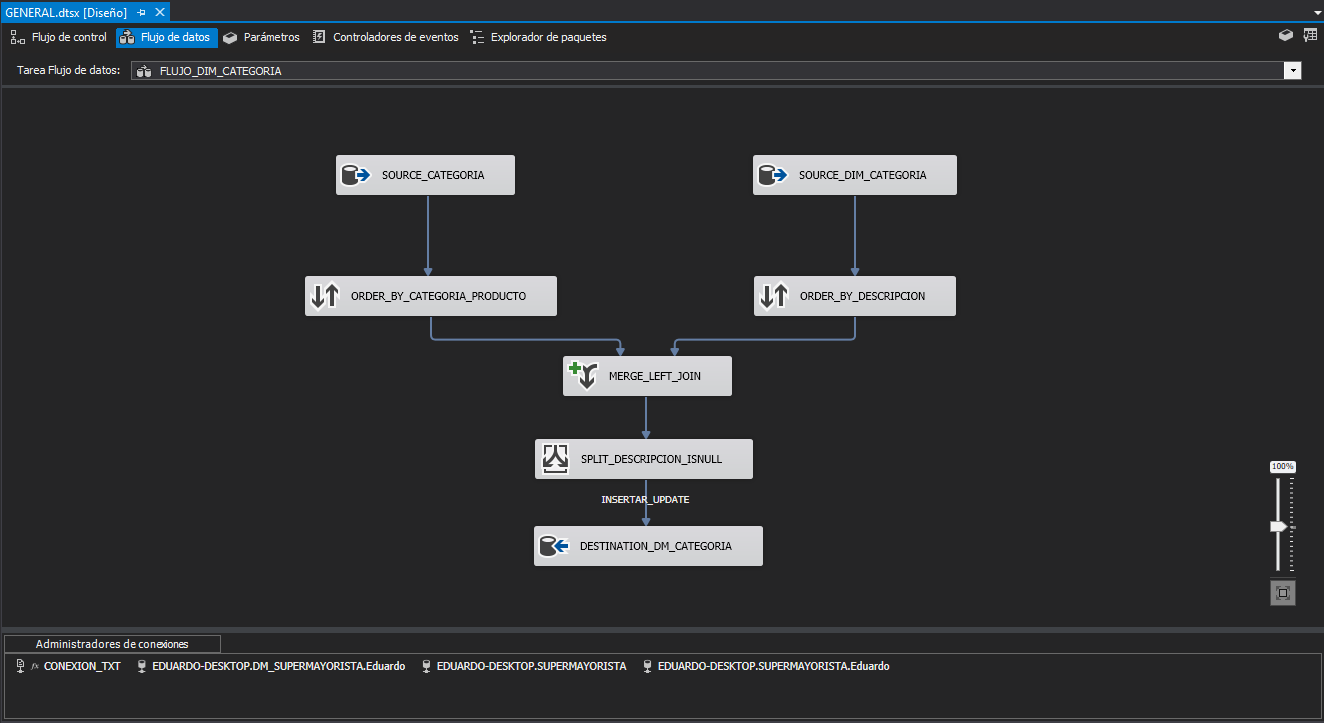 GENERAL.dtsx [Diseño]
Flujo de control Flujo de datos Parámetros Controladores de eventos Explorador de paquetes
Tarea Flujo de datos: FLUJO_DIM_CATEGORIA
SOURCE_CATEGORIA SOURCE_DIM_CATEGORIA
ORDER_BY_CATEGORIA_PRODUCTO ORDER_BY_DESCRIPCION
MERGE_LEFT_JOIN
SPLIT_DESCRIPCION_ISNULL
100%
INSERTAR_UPDATE
DESTINATION_DM_CATEGORIA
Administradores de conexiones
fx CONEXION_TXT EDUARDO-DESKTOP.DM_SUPERMAYORISTA.Eduardo EDUARDO-DESKTOP.SUPERMAYORISTA EDUARDO-DESKTOP.SUPERMAYORISTA.Eduardo